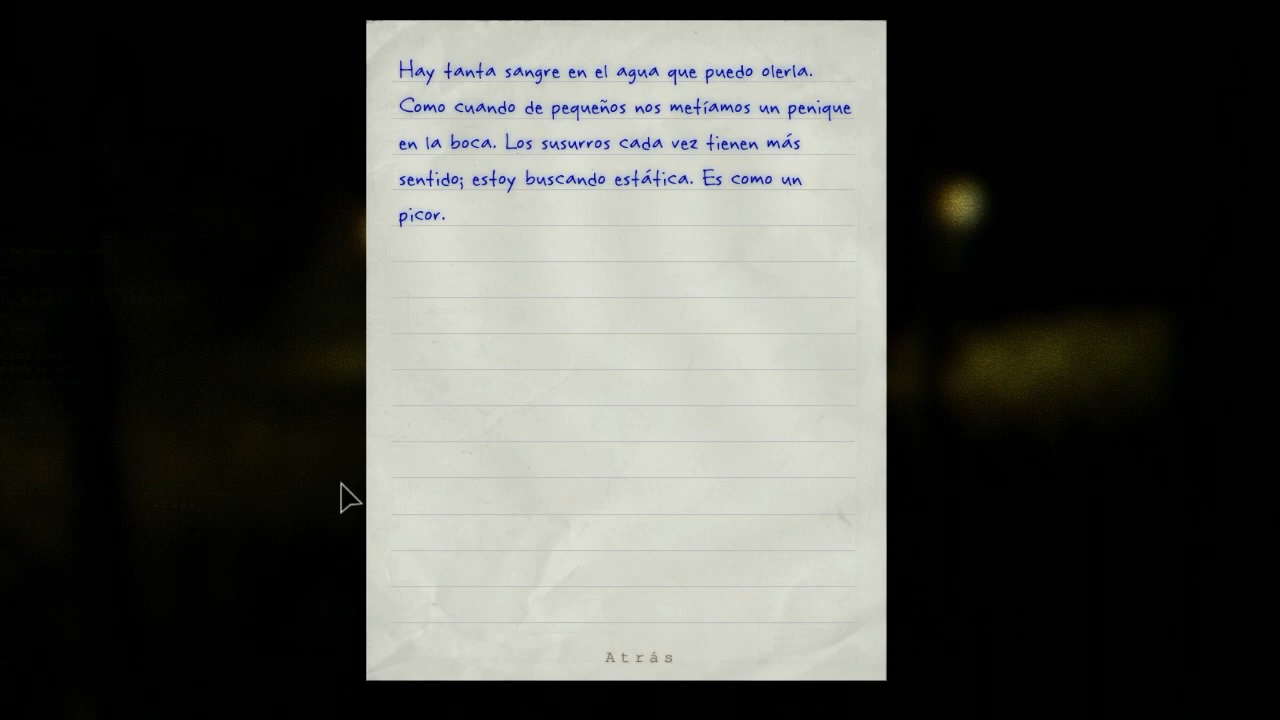 Hay tanta sangre en el agua que puedo olerla.
Como cuando de pequeños nos metíamos un penique
en la boca. Los susurros cada vez tienen más
sentido; estoy buscando estática. Es como un
picor.
Atrás